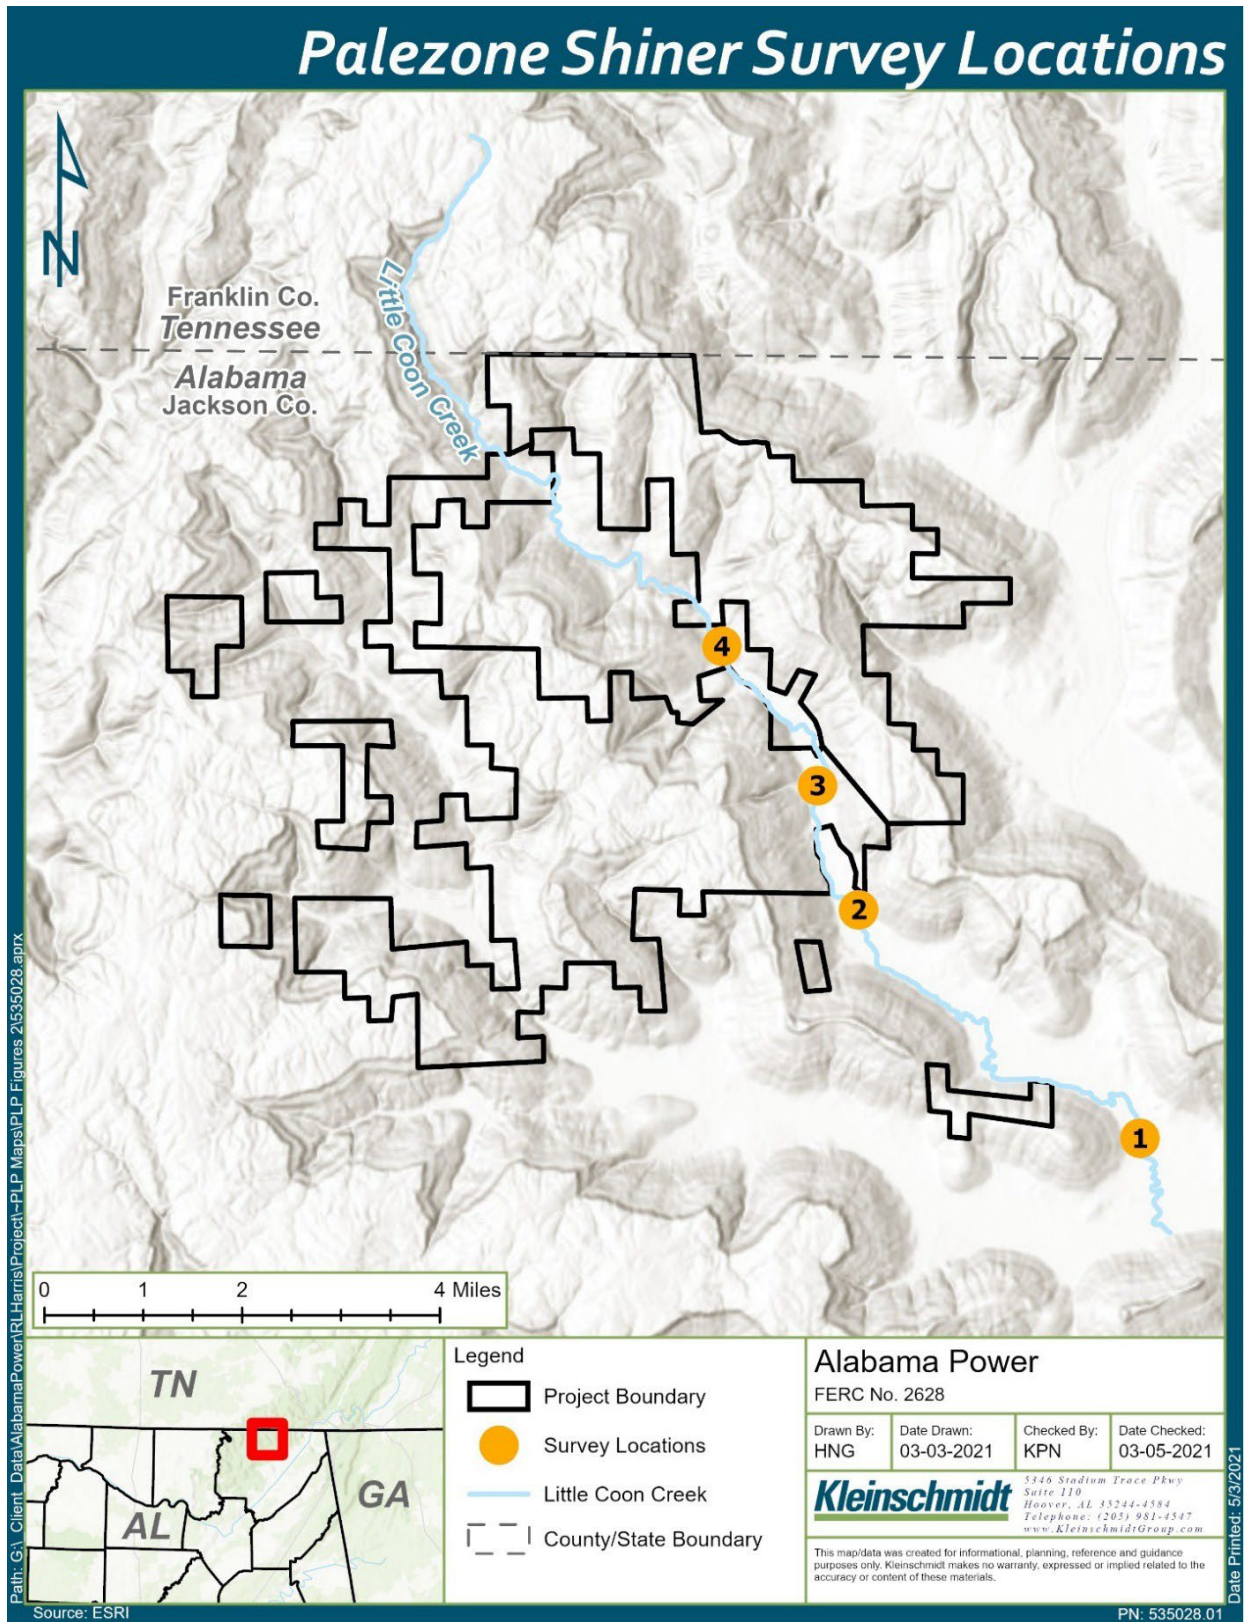 Palezone Shiner Survey Locations
N
Franklin Co.
Tennessee
Alabama
Jackson Co.
Little Coon Creek
4
3
2
1
0 1 2 4 Miles
TN
AL
GA
Legend
Project Boundary
Survey Locations
Little Coon Creek
County/State Boundary
Alabama Power
FERC No. 2628
Drawn By:
HNG
Date Drawn:
03-03-2021
Checked By:
KPN
Date Checked:
03-05-2021
Kleinschmidt
5346 Stadium Trace Pkwy
Suite 110
Hoover, AL 35244-4584
Telephone: (205) 981-4547
www.KleinschmidtGroup.com
This map/data was created for informational, planning, reference and guidance
purposes only. Kleinschmidt makes no warranty, expressed or implied related to the
accuracy or content of these materials.
Path: G:\_Client_Data\AlabamaPower\RLHarris\Project\~PLP Maps\PLP Figures 2\535028.aprx
Date Printed: 5/3/2021
Source: ESRI
PN: 535028.01